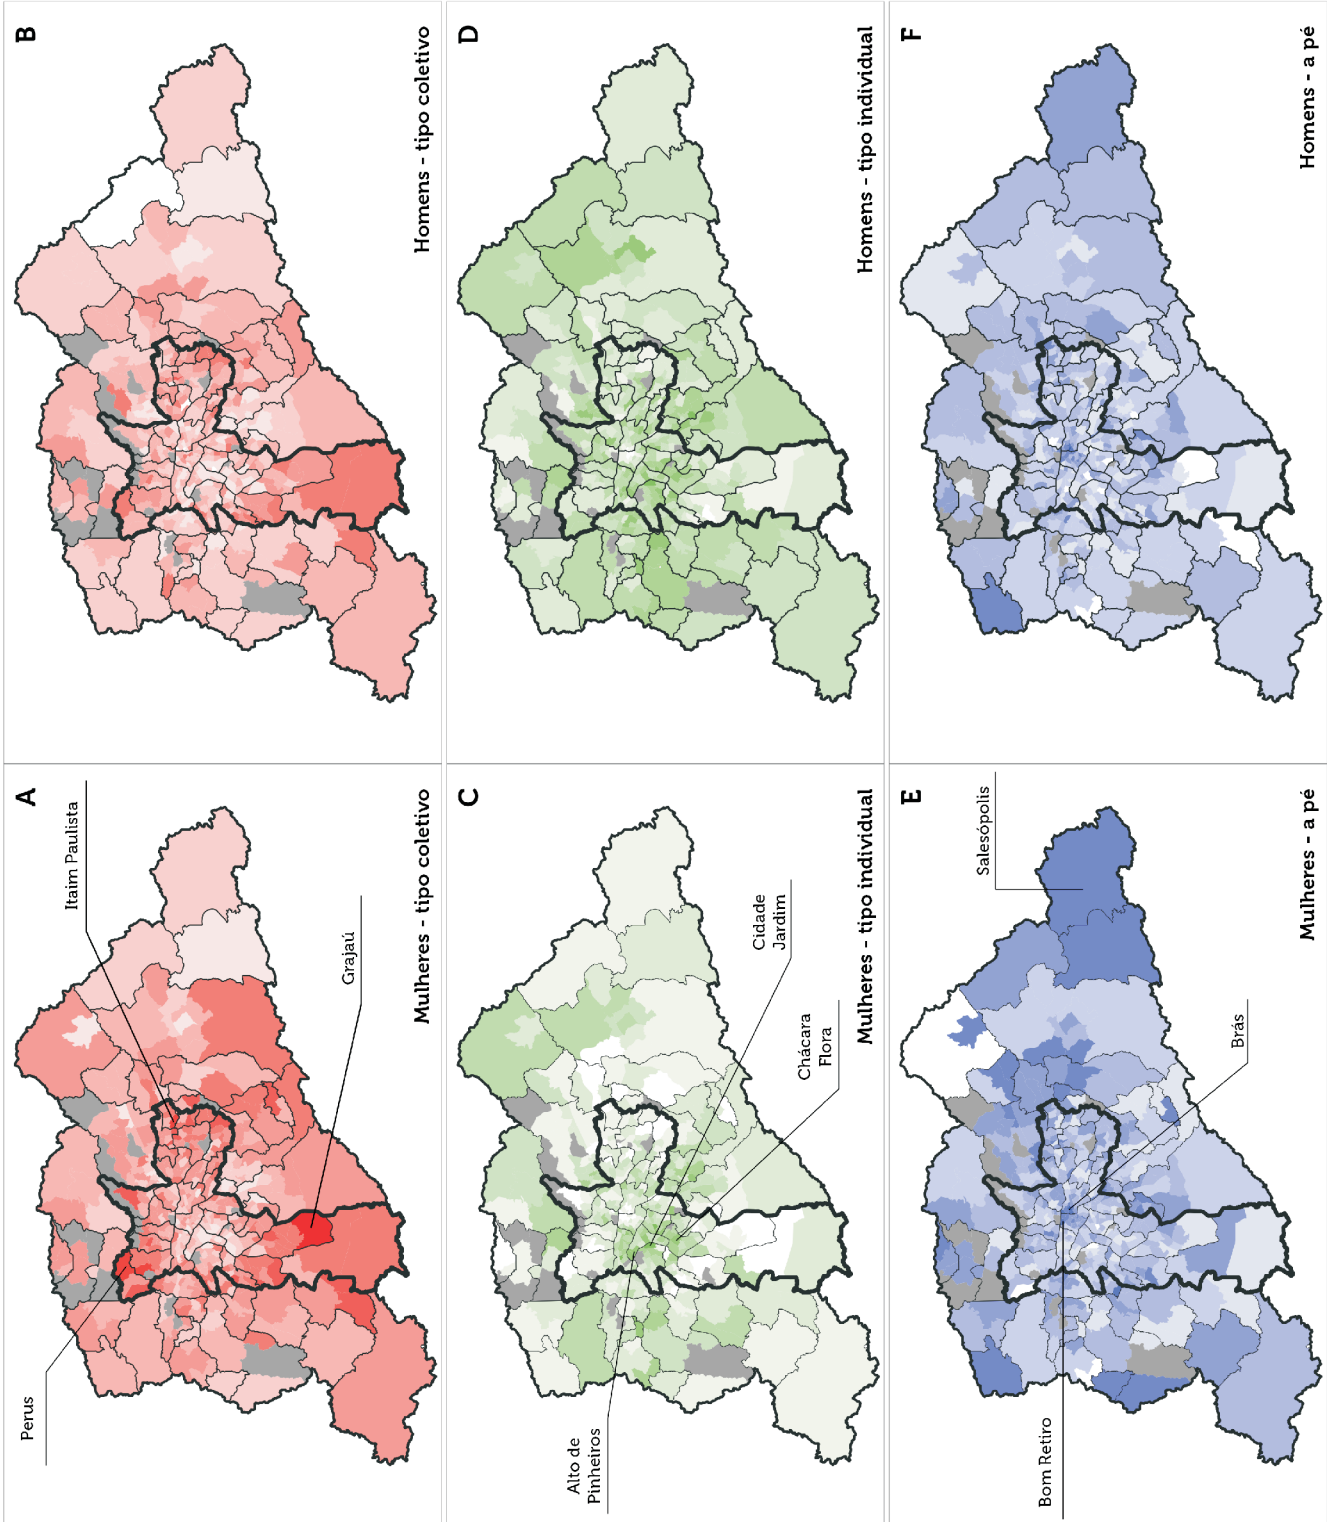 A
Perus
Itaim Paulista
Grajaú
Mulheres - tipo coletivo
B
Homens - tipo coletivo
C
Alto de
Pinheiros
Cidade
Jardim
Chácara
Flora
Mulheres - tipo individual
D
Homens - tipo individual
E
Salesópolis
Bom Retiro
Brás
Mulheres - a pé
F
Homens - a pé